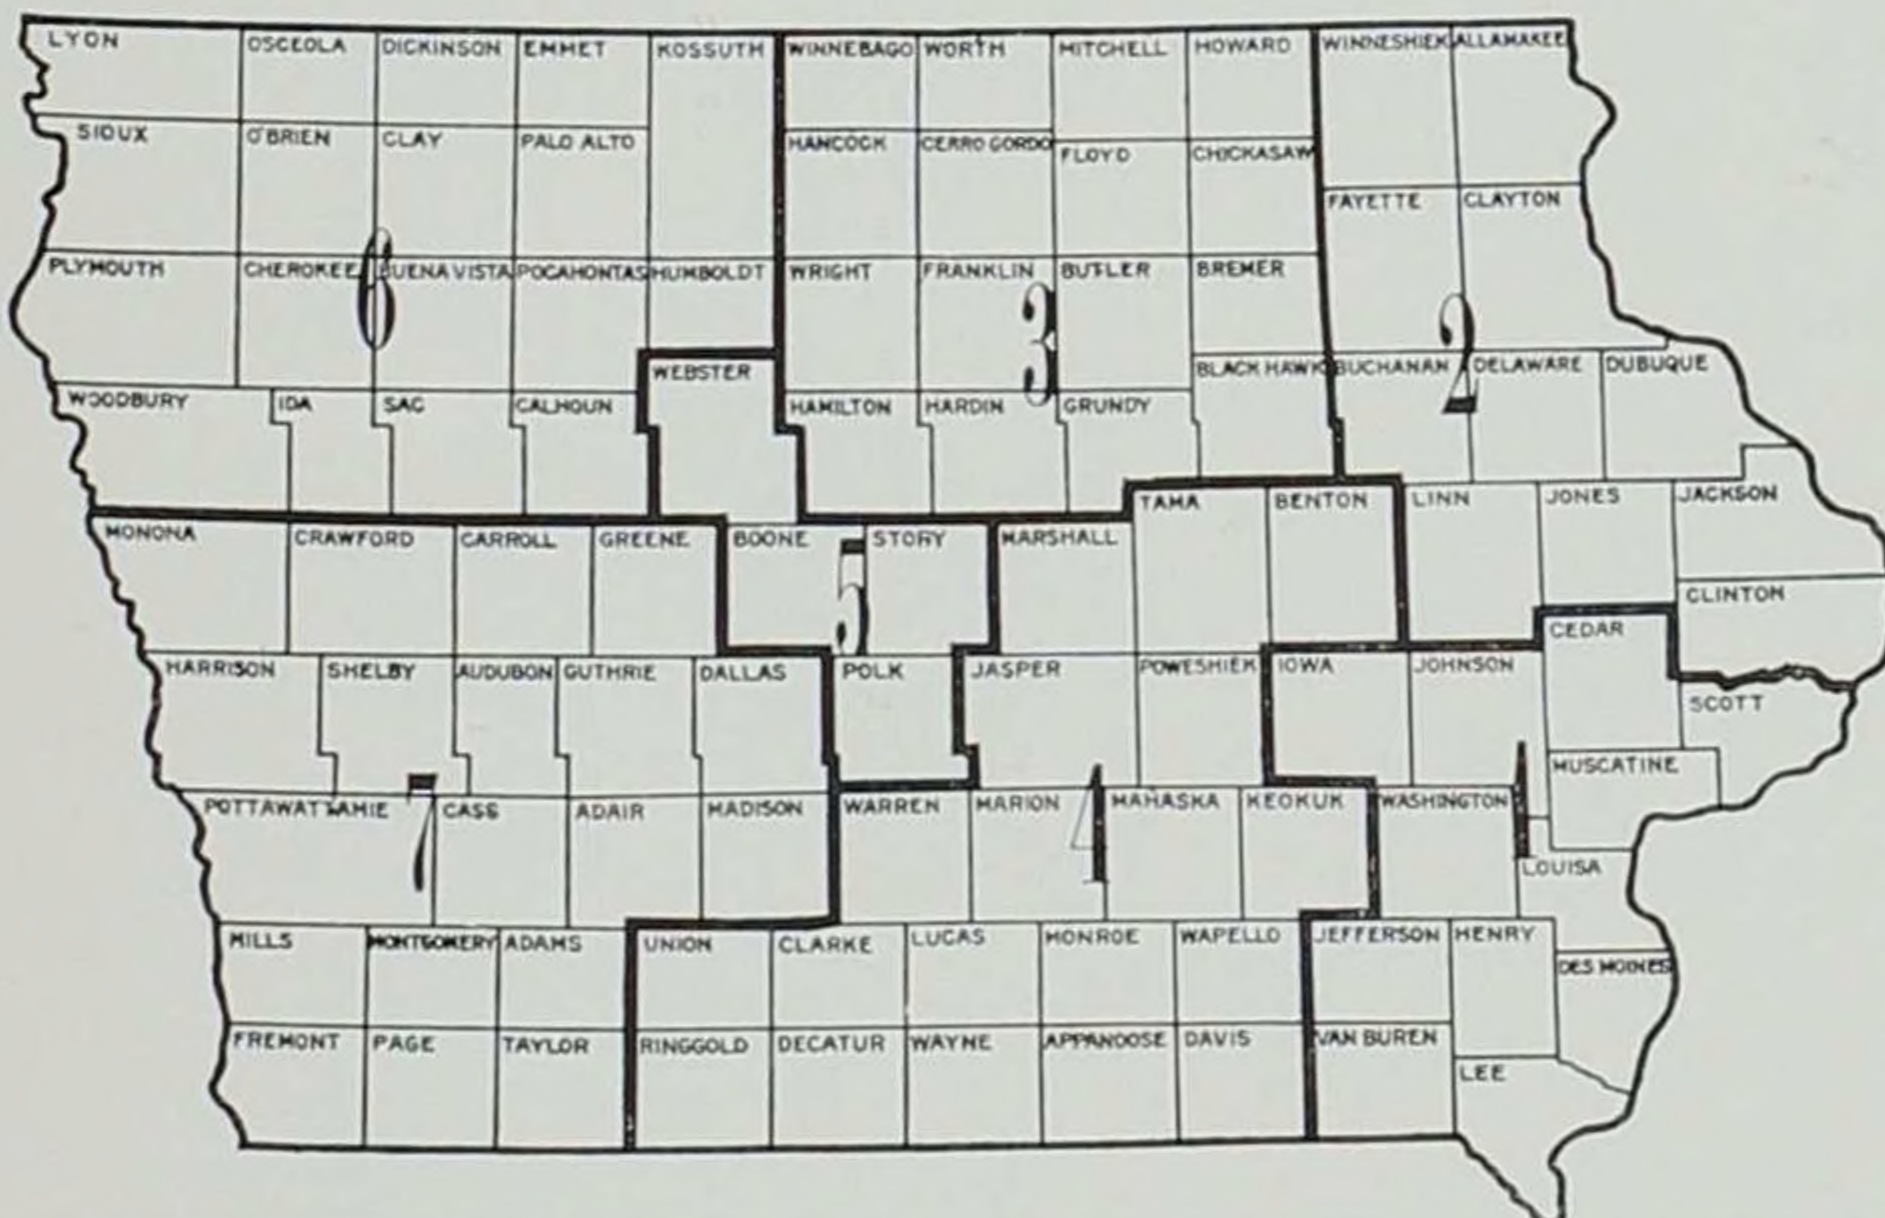 LYON OSCEOLA DICKINSON EMMET KOSSUTH WINNEBAGO WORTH MITCHELL HOWARD WINNESHIEK ALLAMAKEE
SIOUX O'BRIEN CLAY PALO ALTO HANCOCK CERRO GORDO FLOYD CHICKASAW
FAYETTE CLAYTON
PLYMOUTH CHEROKEE BUENA VISTA POCAHONTAS HUMBOLDT WRIGHT FRANKLIN BUTLER BREMER
6 3 2
WEBSTER BLACK HAWK BUCHANAN DELAWARE DUBUQUE
WOODBURY IDA SAC CALHOUN HAMILTON HARDIN GRUNDY
TAMA BENTON LINN JONES JACKSON
MONONA CRAWFORD CARROLL GREENE BOONE STORY MARSHALL
5
CLINTON
CEDAR
HARRISON SHELBY AUDUBON GUTHRIE DALLAS POLK JASPER POWESHIEK IOWA JOHNSON
SCOTT
MUSCATINE
POTTAWATTAMIE CASS ADAIR MADISON WARREN MARION MAHASKA KEOKUK WASHINGTON
7 4 1
LOUISA
MILLS MONTGOMERY ADAMS UNION CLARKE LUCAS MONROE WAPELLO JEFFERSON HENRY
DES MOINES
FREMONT PAGE TAYLOR RINGGOLD DECATUR WAYNE APPANOOSE DAVIS VAN BUREN
LEE